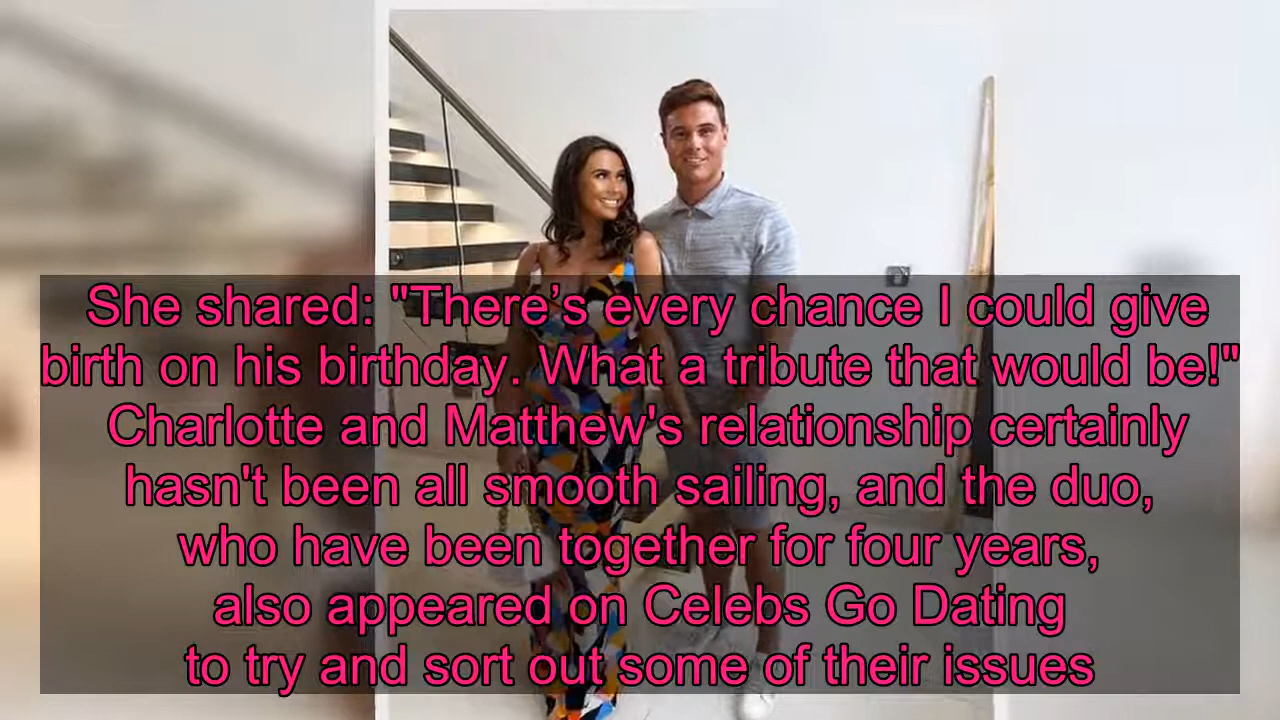 She shared: "There’s every chance I could give
birth on his birthday. What a tribute that would be!"
Charlotte and Matthew's relationship certainly
hasn't been all smooth sailing, and the duo,
who have been together for four years,
also appeared on Celebs Go Dating
to try and sort out some of their issues